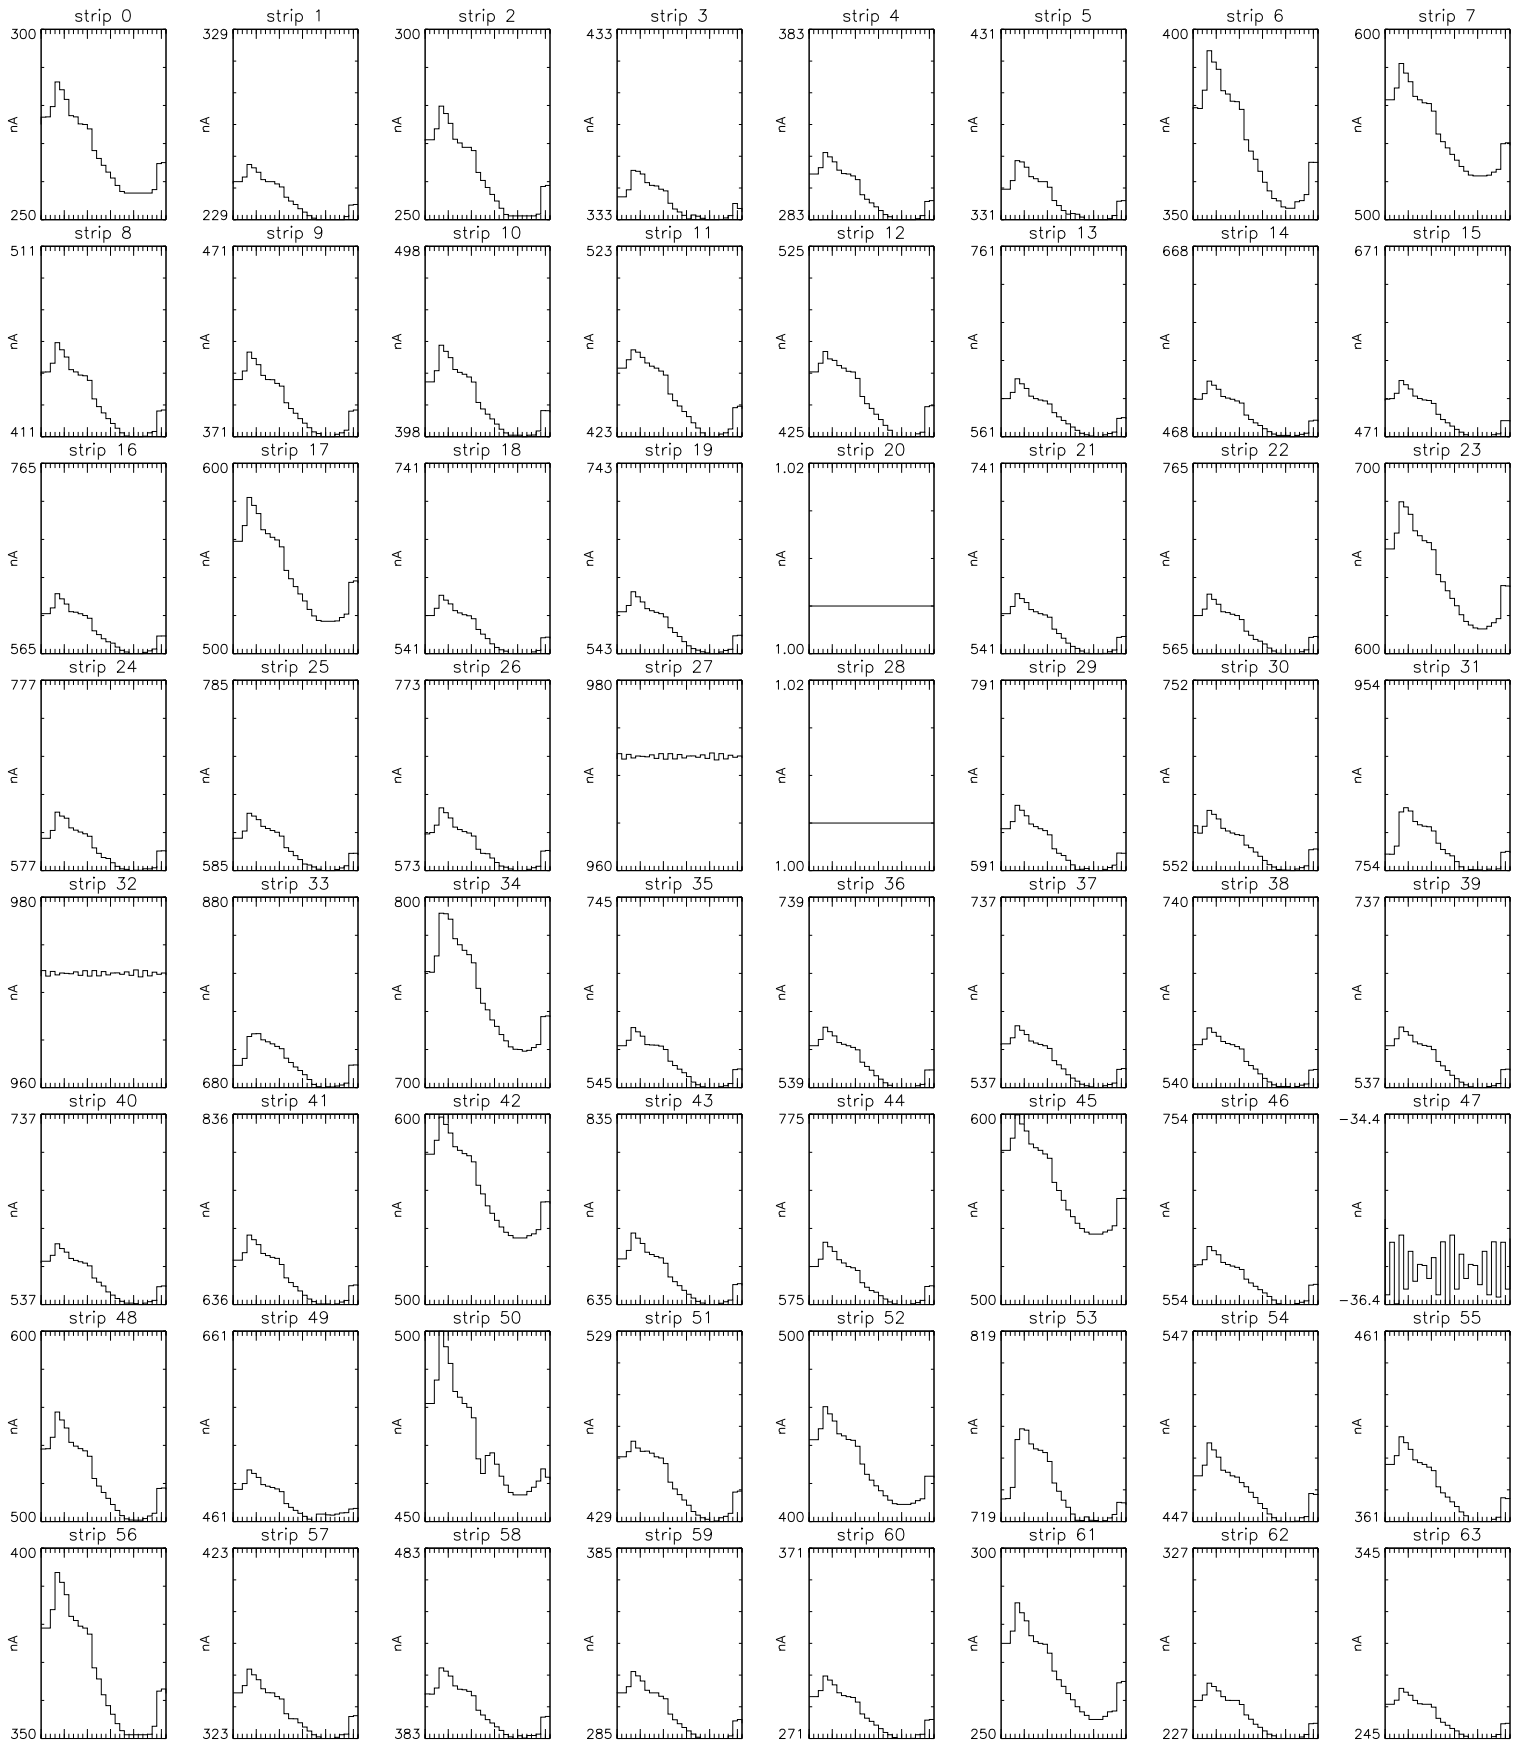 strip 0 strip 1 strip 2 strip 3 strip 4 strip 5 strip 6 strip 7
300 329 300 433 383 431 400 600
nA nA nA nA nA nA nA nA
250 229 250 333 283 331 350 500
strip 8 strip 9 strip 10 strip 11 strip 12 strip 13 strip 14 strip 15
511 471 498 523 525 761 668 671
nA nA nA nA nA nA nA nA
411 371 398 423 425 561 468 471
strip 16 strip 17 strip 18 strip 19 strip 20 strip 21 strip 22 strip 23
765 600 741 743 1.02 741 765 700
nA nA nA nA nA nA nA nA
565 500 541 543 1.00 541 565 600
strip 24 strip 25 strip 26 strip 27 strip 28 strip 29 strip 30 strip 31
777 785 773 980 1.02 791 752 954
nA nA nA nA nA nA nA nA
577 585 573 960 1.00 591 552 754
strip 32 strip 33 strip 34 strip 35 strip 36 strip 37 strip 38 strip 39
980 880 800 745 739 737 740 737
nA nA nA nA nA nA nA nA
960 680 700 545 539 537 540 537
strip 40 strip 41 strip 42 strip 43 strip 44 strip 45 strip 46 strip 47
737 836 600 835 775 600 754 −34.4
nA nA nA nA nA nA nA nA
537 636 500 635 575 500 554 −36.4
strip 48 strip 49 strip 50 strip 51 strip 52 strip 53 strip 54 strip 55
600 661 500 529 500 819 547 461
nA nA nA nA nA nA nA nA
500 461 450 429 400 719 447 361
strip 56 strip 57 strip 58 strip 59 strip 60 strip 61 strip 62 strip 63
400 423 483 385 371 300 327 345
nA nA nA nA nA nA nA nA
350 323 383 285 271 250 227 245